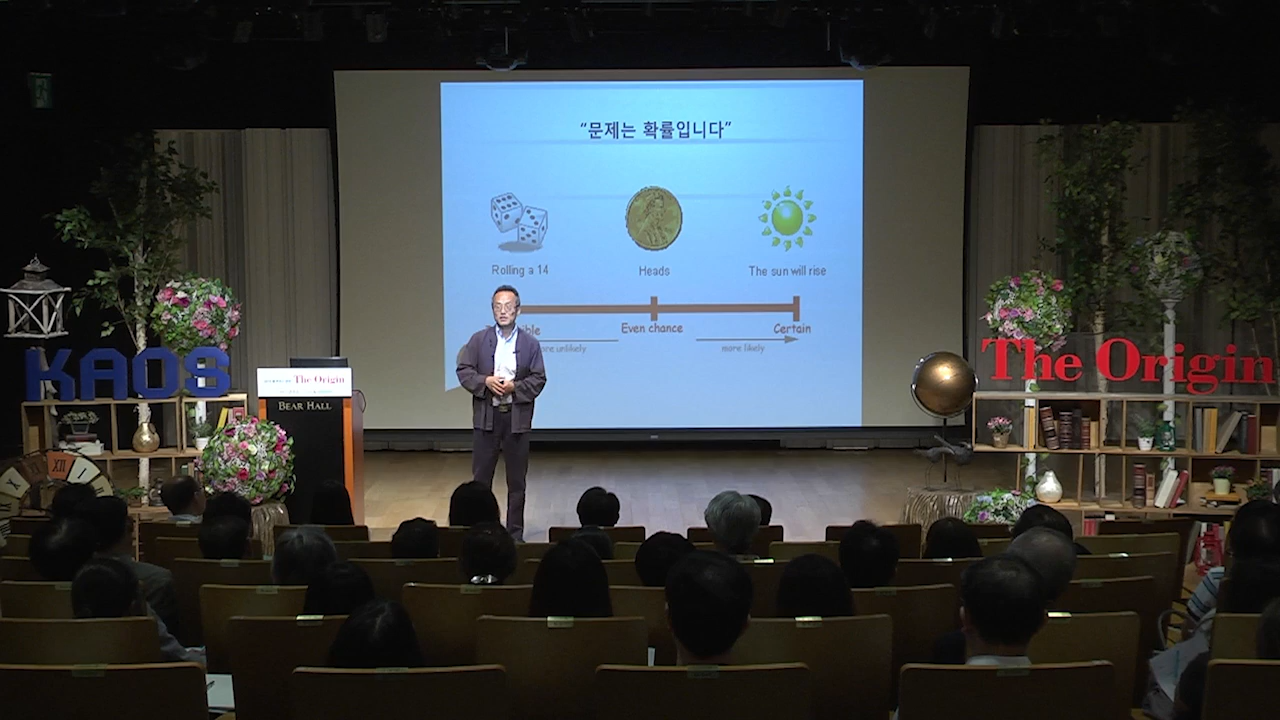 “문제는 확률입니다”
Rolling a 14
Heads
The sun will rise
Even chance
Certain
more likely
unlikely
KAOS
The Origin
BEAR HALL
The Origin
XII
I